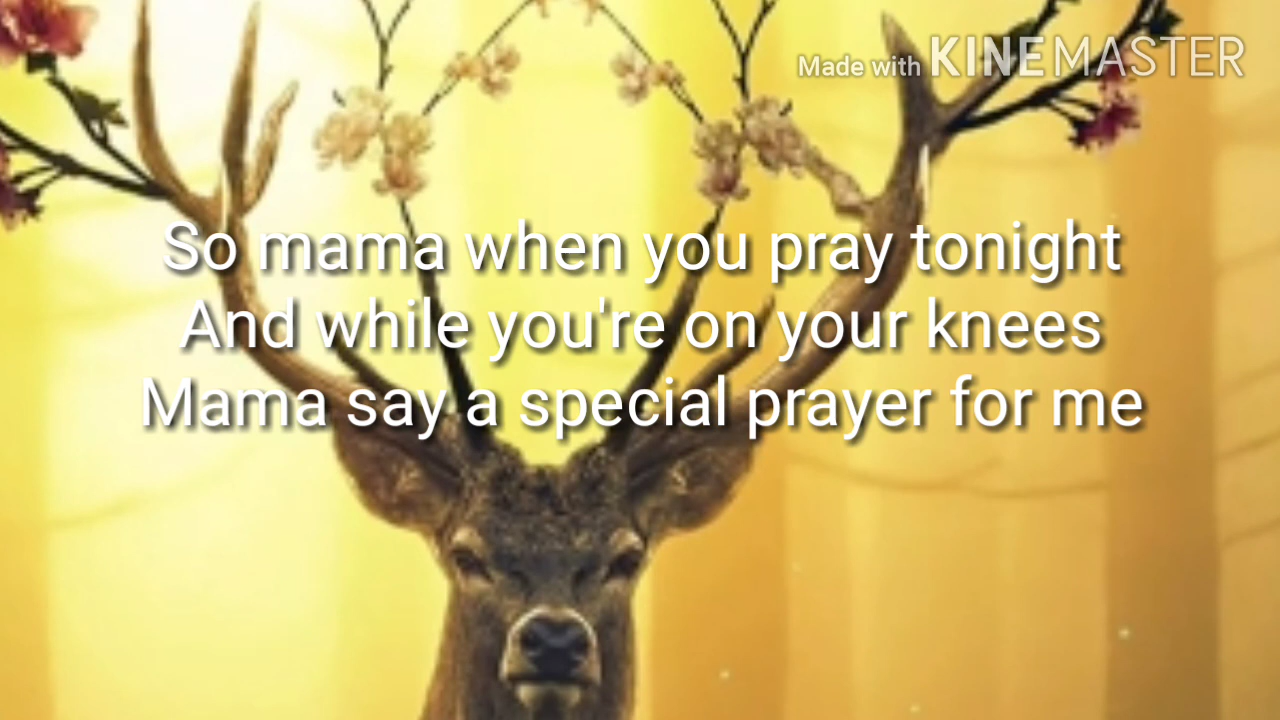 Made with KINEMASTER
So mama when you pray tonight
And while you're on your knees
Mama say a special prayer for me